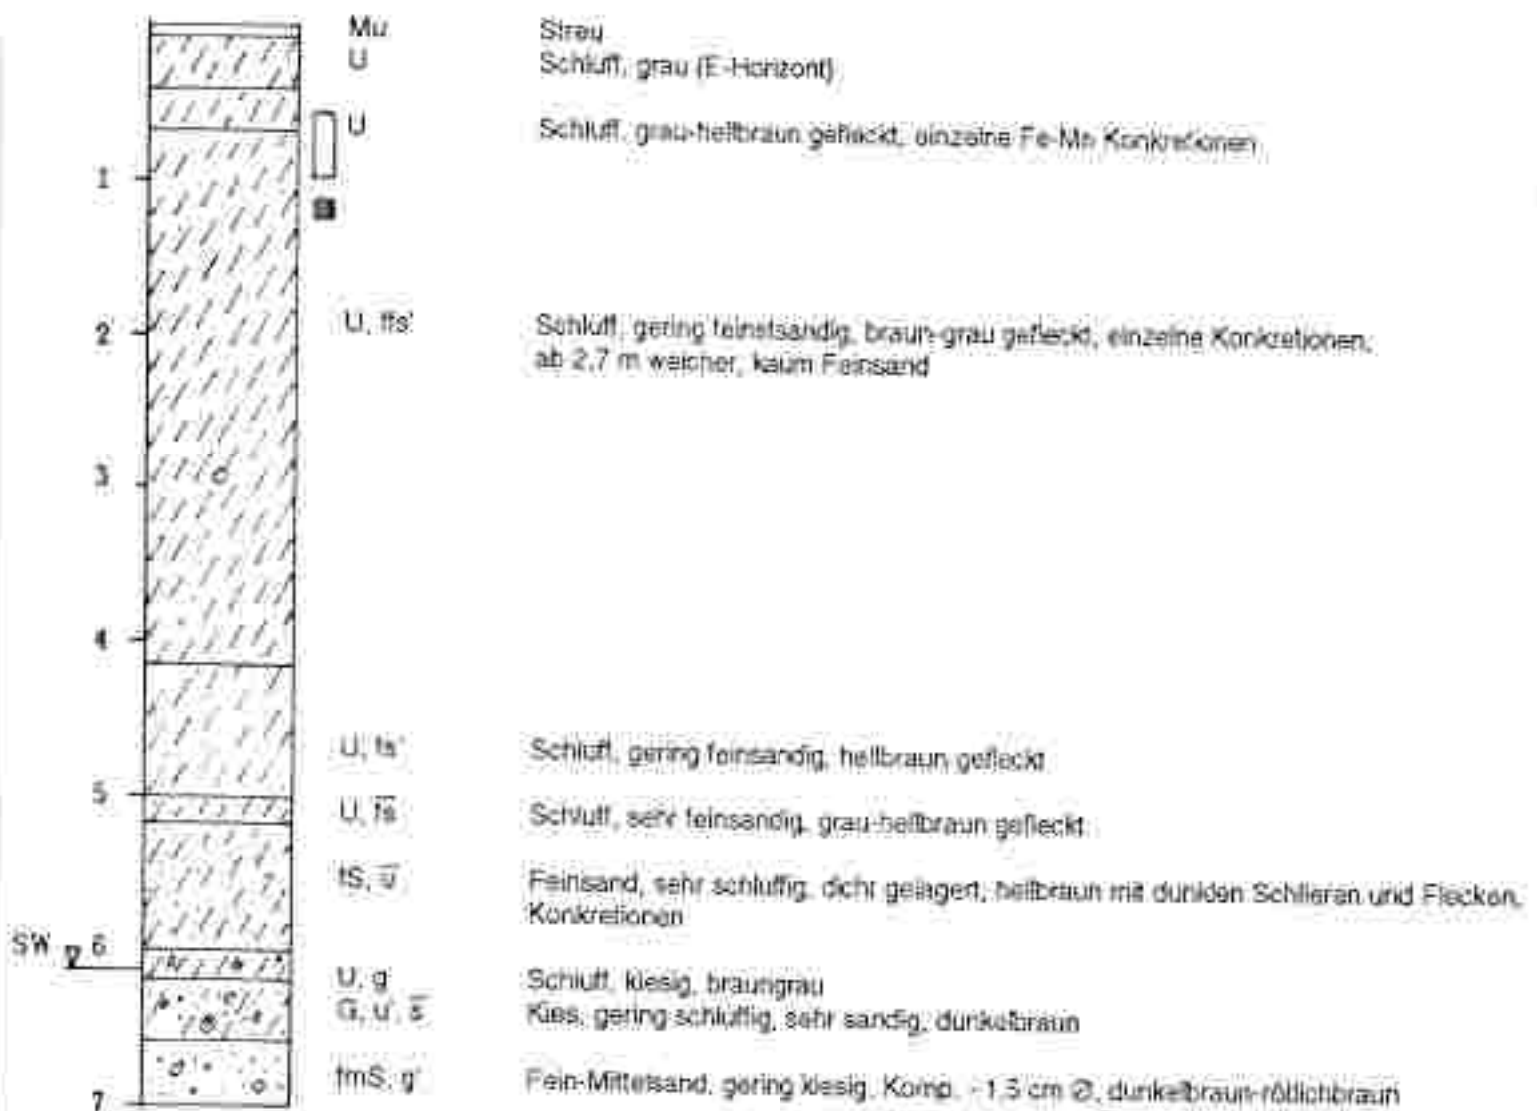 Mu Streu
U Schluff, grau (E-Horizont)
U Schluff, grau-hellbraun gefleckt, einzelne Fe-Mn Konkretionen
1
2 U, ffs' Schluff, gering feinstsandig, braun-grau gefleckt, einzelne Konkretionen;
ab 2,7 m weicher, kaum Feinsand
3
4
U, fs' Schluff, gering feinsandig, hellbraun gefleckt
5 U, f̅s̅ Schluff, sehr feinsandig, grau-hellbraun gefleckt
fS, u̅ Feinsand, sehr schluffig, dicht gelagert, hellbraun mit dunklen Schlieren und Flecken,
Konkretionen
SW 6
U, g Schluff, kiesig, braungrau
G, u', s̅ Kies, gering schluffig, sehr sandig, dunkelbraun
fmS, g' Fein-Mittelsand, gering kiesig, Komp. -1,5 cm Ø, dunkelbraun-rötlichbraun
7